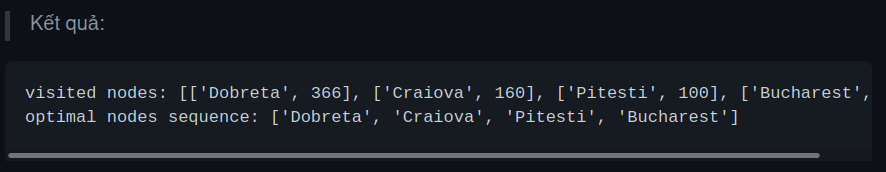 Kết quả:
visited nodes: [['Dobreta', 366], ['Craiova', 160], ['Pitesti', 100], ['Bucharest',
optimal nodes sequence: ['Dobreta', 'Craiova', 'Pitesti', 'Bucharest']